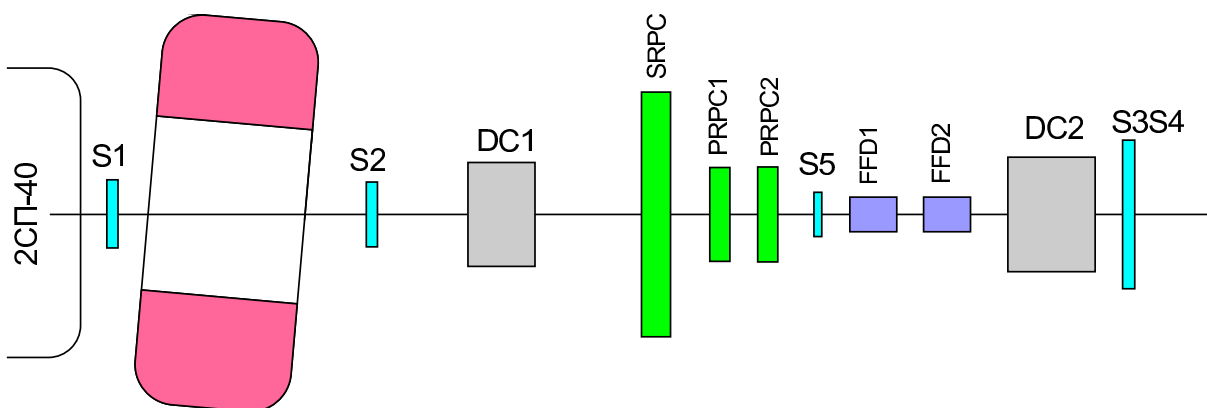 2СП-40
S1
S2
DC1
SRPC
PRPC1
PRPC2
S5
FFD1
FFD2
DC2
S3S4